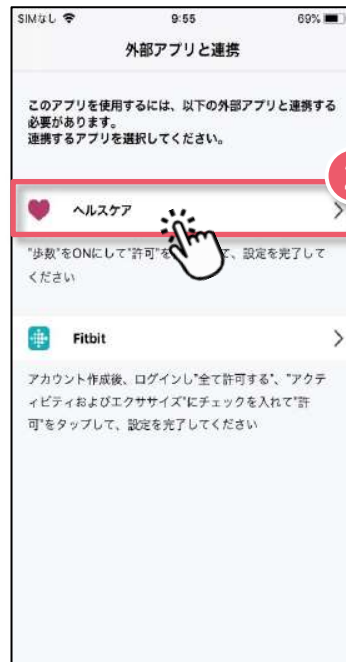 SIMなし 9:55 69%
外部アプリと連携
このアプリを使用するには、以下の外部アプリと連携する
必要があります。
連携するアプリを選択してください。
ヘルスケア
"歩数"をONにして"許可"を て、設定を完了して
ください
Fitbit
アカウント作成後、ログインし"全て許可する"、"アクテ
ィビティおよびエクササイズ"にチェックを入れて"許
可"をタップして、設定を完了してください